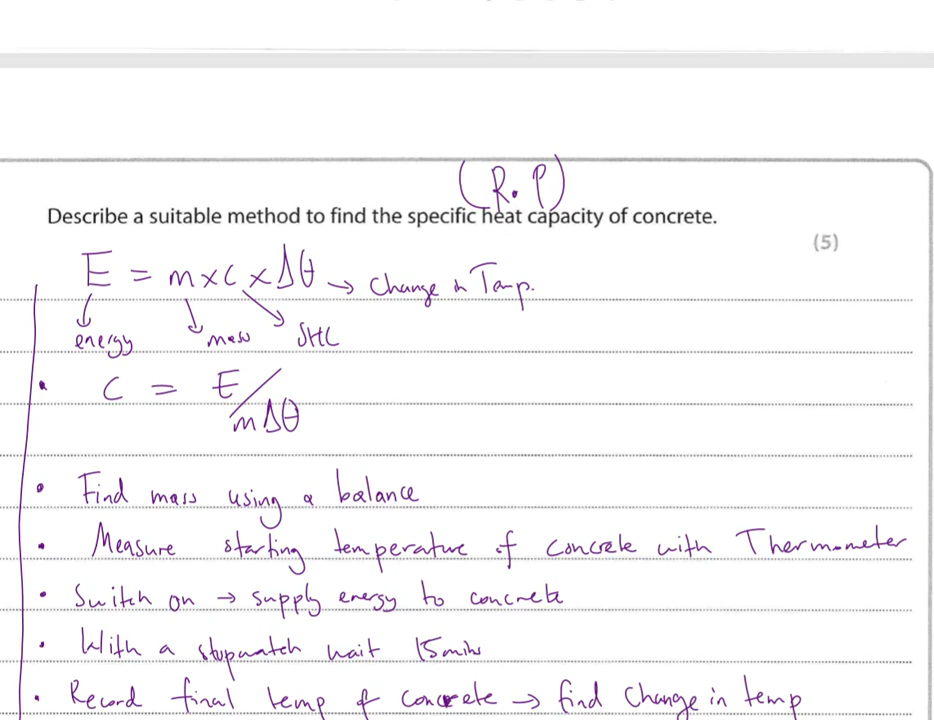 (R.P)
Describe a suitable method to find the specific heat capacity of concrete.
(5)
E = m×c×Δθ → Change in Temp.
energy mass SHC
• C = E/mΔθ
• Find mass using a balance
• Measure starting temperature of concrete with Thermometer
• Switch on → supply energy to concrete
• With a stopwatch wait 15mins
• Record final temp of concrete → find Change in temp